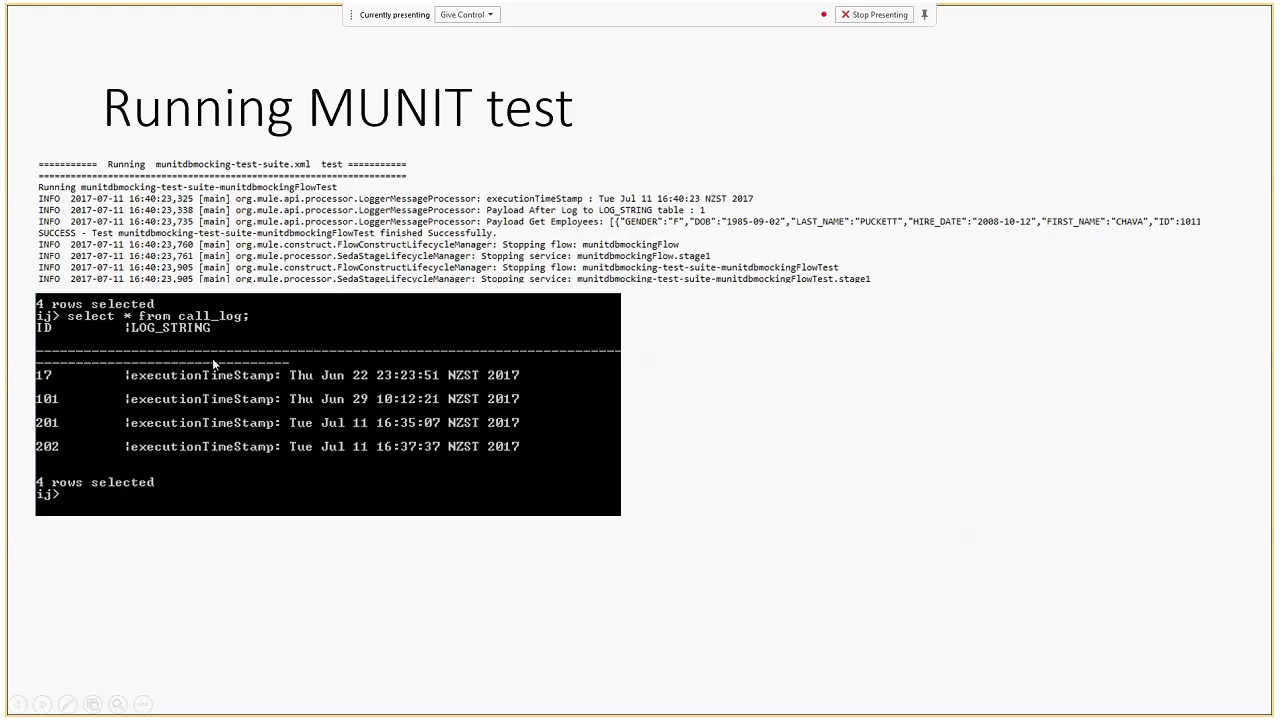 Currently presenting Give Control Stop Presenting
Running MUNIT test
=========== Running munitdbmocking-test-suite.xml test ===========
Running munitdbmocking-test-suite-munitdbmockingFlowTest
INFO 2017-07-11 16:40:23,325 [main] org.mule.api.processor.LoggerMessageProcessor: executionTimeStamp : Tue Jul 11 16:40:23 NZST 2017
INFO 2017-07-11 16:40:23,338 [main] org.mule.api.processor.LoggerMessageProcessor: Payload After Log to LOG_STRING table : 1
INFO 2017-07-11 16:40:23,735 [main] org.mule.api.processor.LoggerMessageProcessor: Payload Get Employees: [{"GENDER":"F","DOB":"1985-09-02","LAST_NAME":"PUCKETT","HIRE_DATE":"2008-10-12","FIRST_NAME":"CHAVA","ID":1011
SUCCESS - Test munitdbmocking-test-suite-munitdbmockingFlowTest finished Successfully.
INFO 2017-07-11 16:40:23,760 [main] org.mule.construct.FlowConstructLifecycleManager: Stopping flow: munitdbmockingFlow
INFO 2017-07-11 16:40:23,761 [main] org.mule.processor.SedaStageLifecycleManager: Stopping service: munitdbmockingFlow.stage1
INFO 2017-07-11 16:40:23,905 [main] org.mule.construct.FlowConstructLifecycleManager: Stopping flow: munitdbmocking-test-suite-munitdbmockingFlowTest
INFO 2017-07-11 16:40:23,905 [main] org.mule.processor.SedaStageLifecycleManager: Stopping service: munitdbmocking-test-suite-munitdbmockingFlowTest.stage1
4 rows selected
ij> select * from call_log;
ID |LOG_STRING
17 |executionTimeStamp: Thu Jun 22 23:23:51 NZST 2017
101 |executionTimeStamp: Thu Jun 29 10:12:21 NZST 2017
201 |executionTimeStamp: Tue Jul 11 16:35:07 NZST 2017
202 |executionTimeStamp: Tue Jul 11 16:37:37 NZST 2017
4 rows selected
ij>